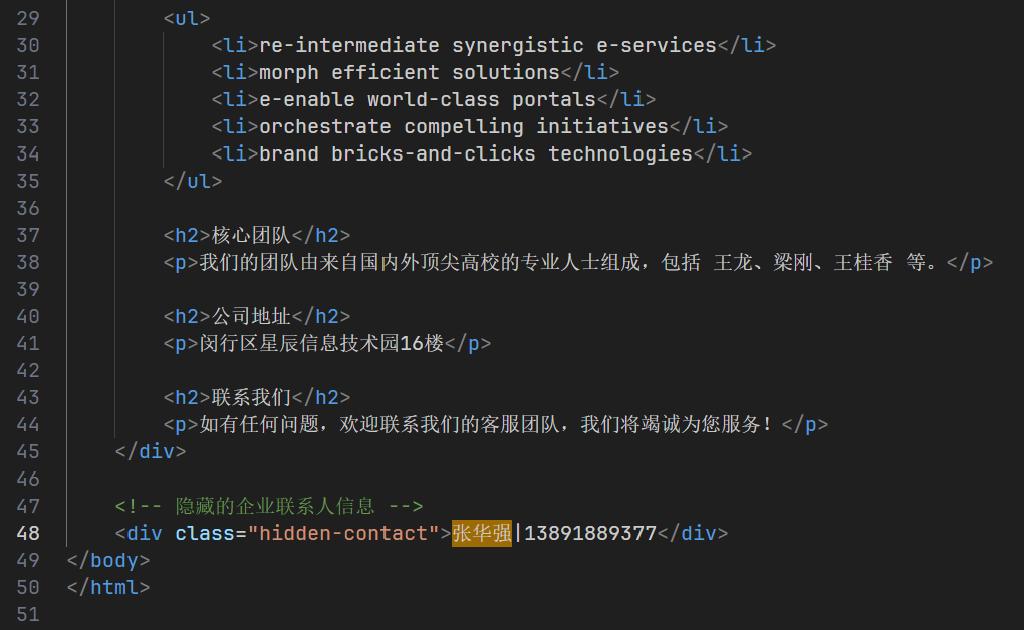 29 <ul>
30 <li>re-intermediate synergistic e-services</li>
31 <li>morph efficient solutions</li>
32 <li>e-enable world-class portals</li>
33 <li>orchestrate compelling initiatives</li>
34 <li>brand bricks-and-clicks technologies</li>
35 </ul>
36
37 <h2>核心团队</h2>
38 <p>我们的团队由来自国内外顶尖高校的专业人士组成，包括 王龙、梁刚、王桂香 等。</p>
39
40 <h2>公司地址</h2>
41 <p>闵行区星辰信息技术园16楼</p>
42
43 <h2>联系我们</h2>
44 <p>如有任何问题，欢迎联系我们的客服团队，我们将竭诚为您服务！</p>
45 </div>
46
47 <!-- 隐藏的企业联系人信息 -->
48 <div class="hidden-contact">张华强|13891889377</div>
49 </body>
50 </html>
51